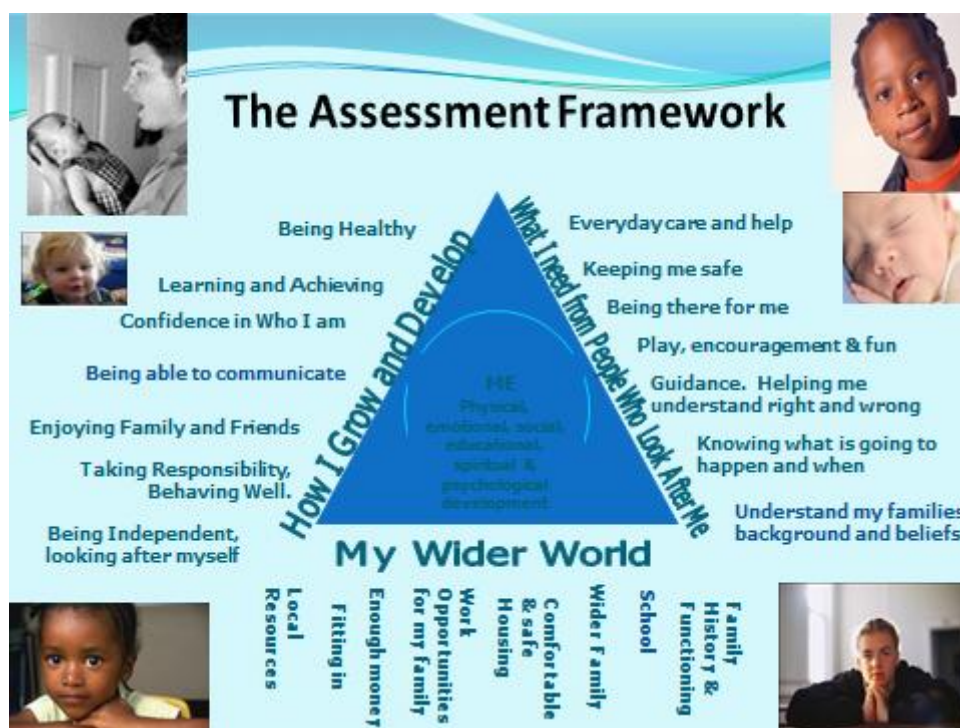 The Assessment Framework
Being Healthy
Learning and Achieving
Confidence in Who I am
Being able to communicate
Enjoying Family and Friends
Taking Responsibility,
Behaving Well.
Being Independent,
looking after myself
How I Grow and Develop
ME
Physical,
emotional, social,
educational,
spiritual &
psychological
development
What I need from People Who Look After Me
Everyday care and help
Keeping me safe
Being there for me
Play, encouragement & fun
Guidance. Helping me
understand right and wrong
Knowing what is going to
happen and when
Understand my families
background and beliefs
My Wider World
Local
Resources
Fitting in
Enough money
Work
Opportunities
for my family
Comfortable
& safe
Housing
Wider Family
School
Family
History &
Functioning